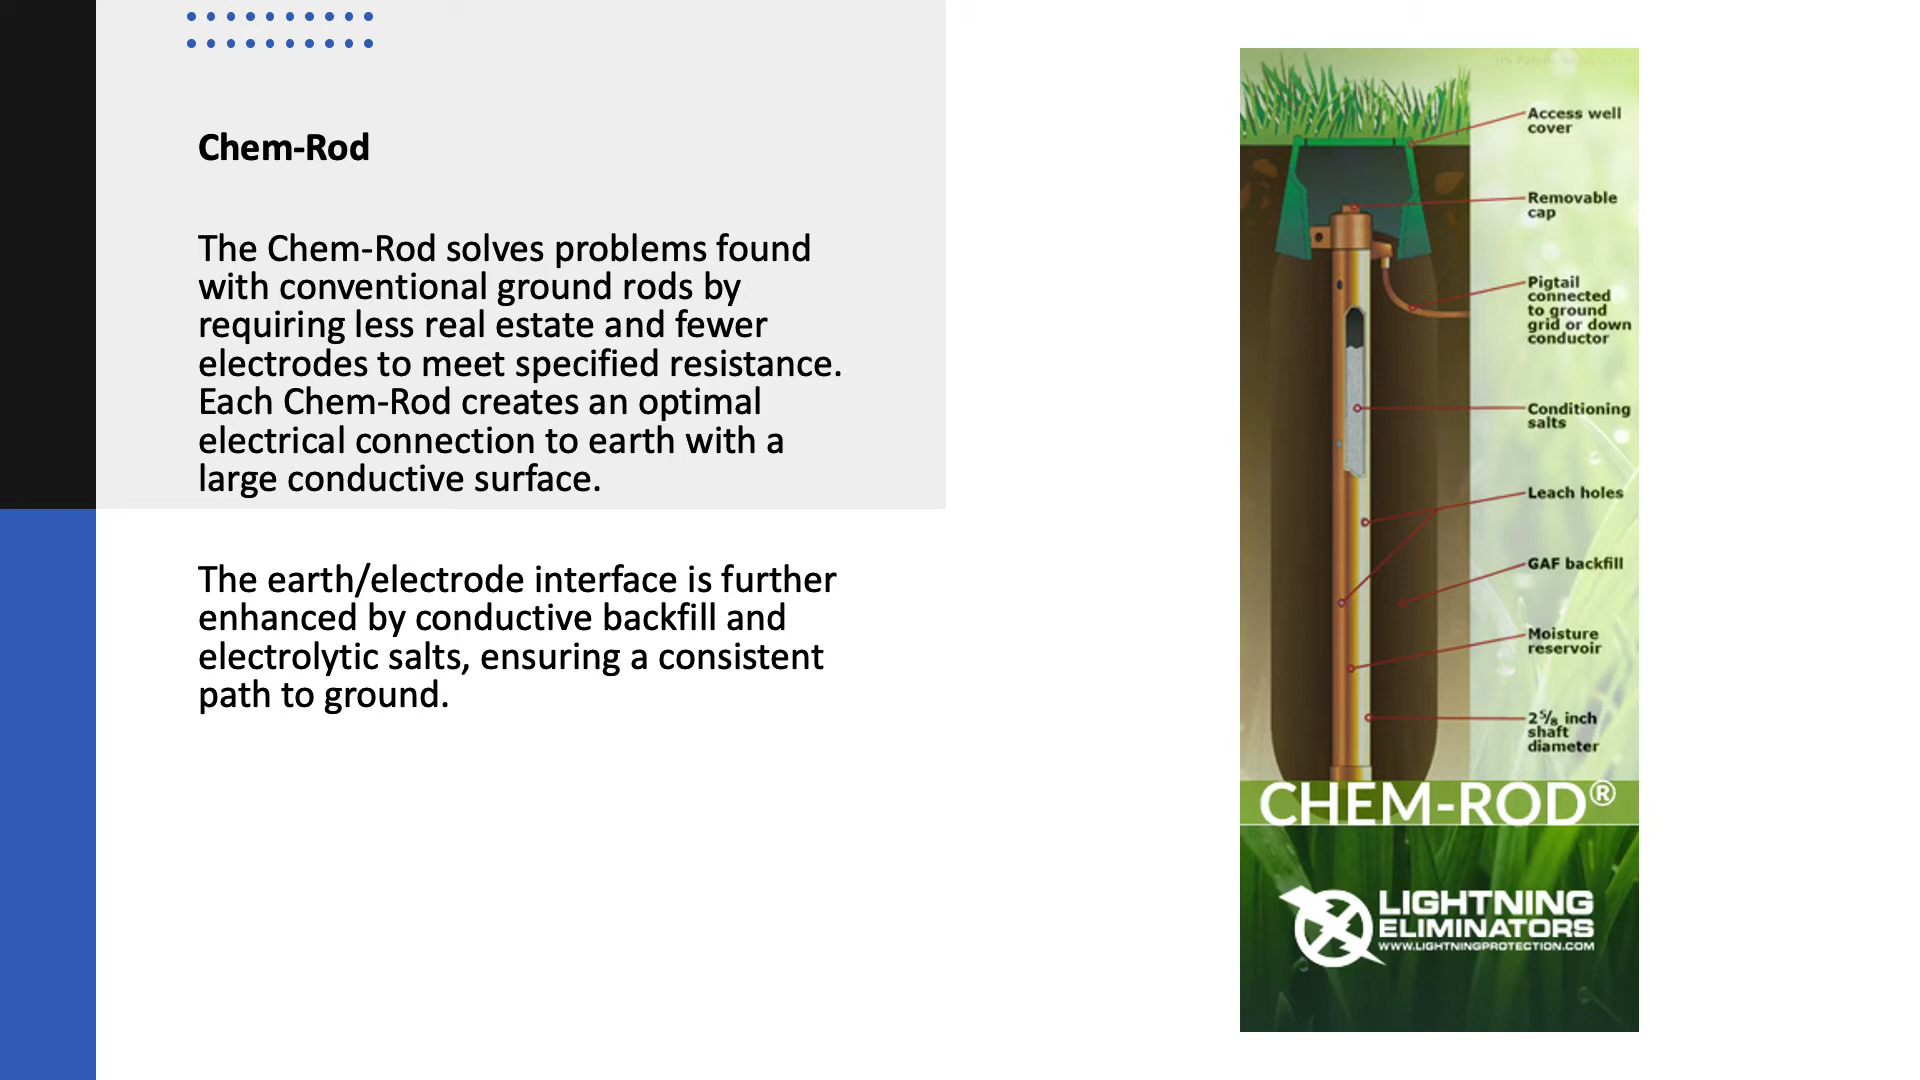 Chem-Rod
The Chem-Rod solves problems found
with conventional ground rods by
requiring less real estate and fewer
electrodes to meet specified resistance.
Each Chem-Rod creates an optimal
electrical connection to earth with a
large conductive surface.
The earth/electrode interface is further
enhanced by conductive backfill and
electrolytic salts, ensuring a consistent
path to ground.
Access well
cover
Removable
cap
Pigtail
connected
to ground
grid or down
conductor
Conditioning
salts
Leach holes
GAF backfill
Moisture
reservoir
2 5/8 inch
shaft
diameter
CHEM-ROD®
LIGHTNING
ELIMINATORS
WWW.LIGHTNINGPROTECTION.COM